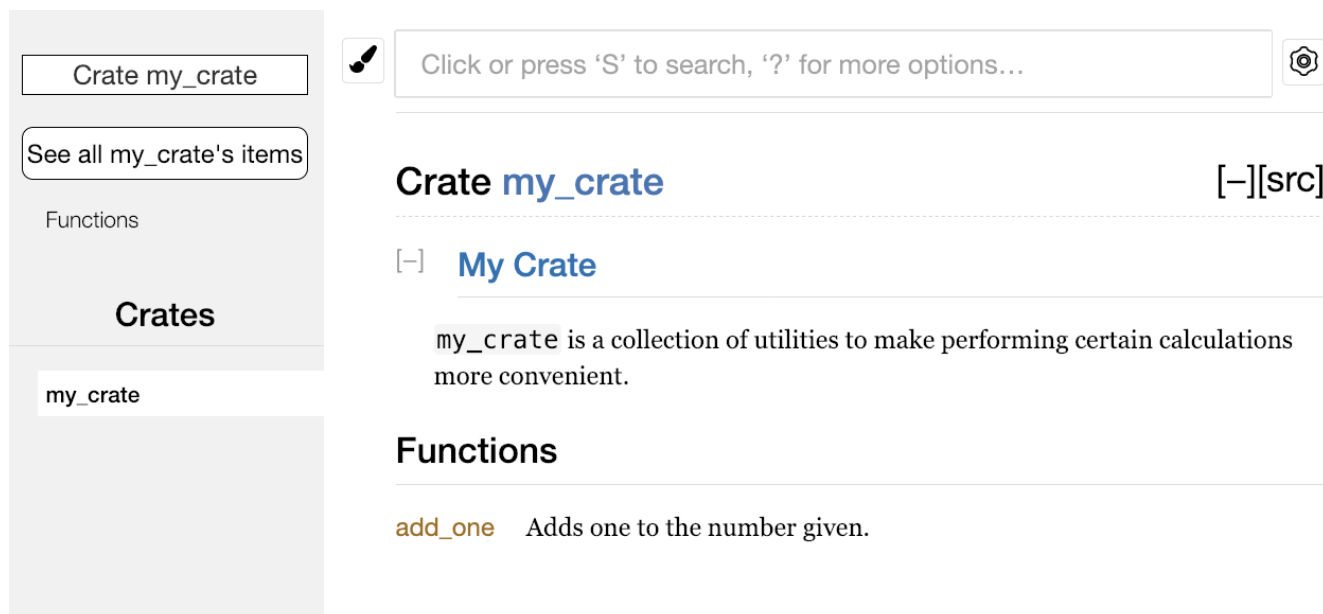 Crate my_crate
See all my_crate's items
Functions
Crates
my_crate
Click or press ‘S’ to search, ‘?’ for more options…
Crate my_crate
[−][src]
[−]
My Crate
my_crate is a collection of utilities to make performing certain calculations
more convenient.
Functions
add_one Adds one to the number given.